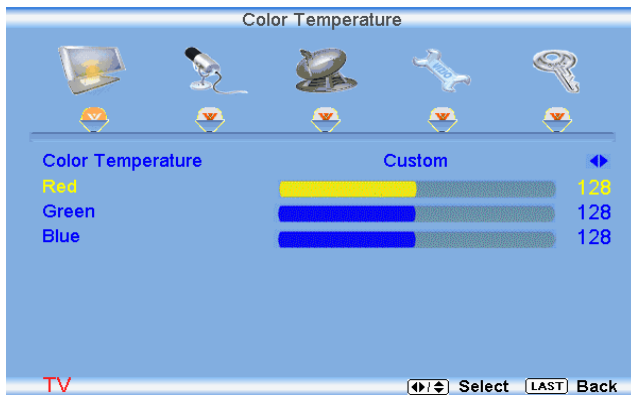 Color Temperature
Color Temperature Custom
Red 128
Green 128
Blue 128
TV Select LAST Back